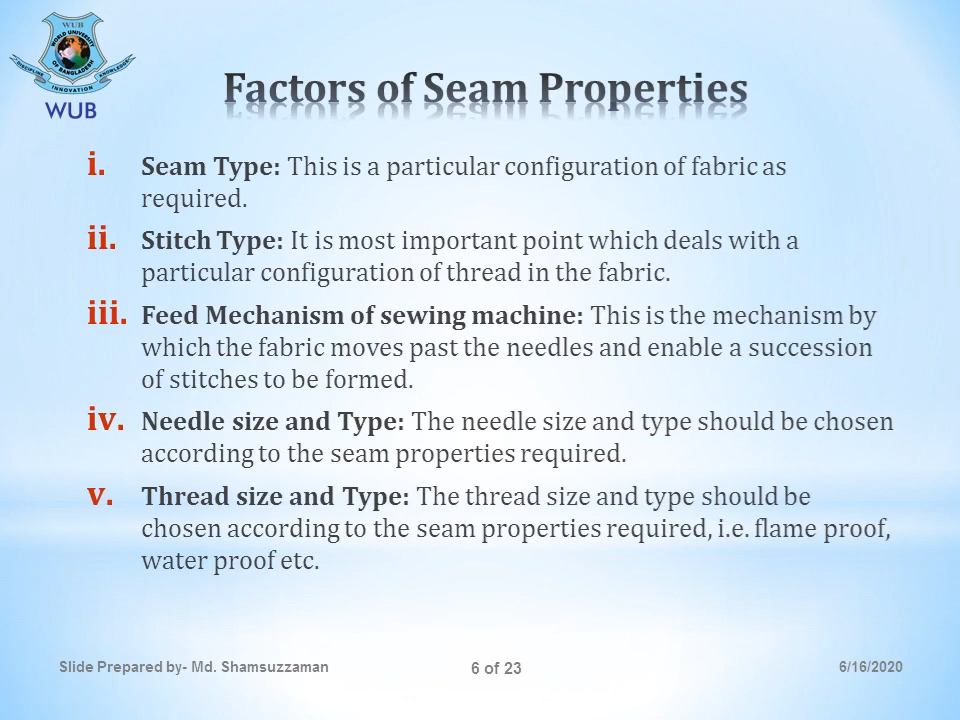 WUB
WORLD UNIVERSITY
OF BANGLADESH
DISCIPLINE
KNOWLEDGE
INNOVATION
WUB
Factors of Seam Properties
i. Seam Type: This is a particular configuration of fabric as
required.
ii. Stitch Type: It is most important point which deals with a
particular configuration of thread in the fabric.
iii. Feed Mechanism of sewing machine: This is the mechanism by
which the fabric moves past the needles and enable a succession
of stitches to be formed.
iv. Needle size and Type: The needle size and type should be chosen
according to the seam properties required.
v. Thread size and Type: The thread size and type should be
chosen according to the seam properties required, i.e. flame proof,
water proof etc.
Slide Prepared by- Md. Shamsuzzaman
6 of 23
6/16/2020